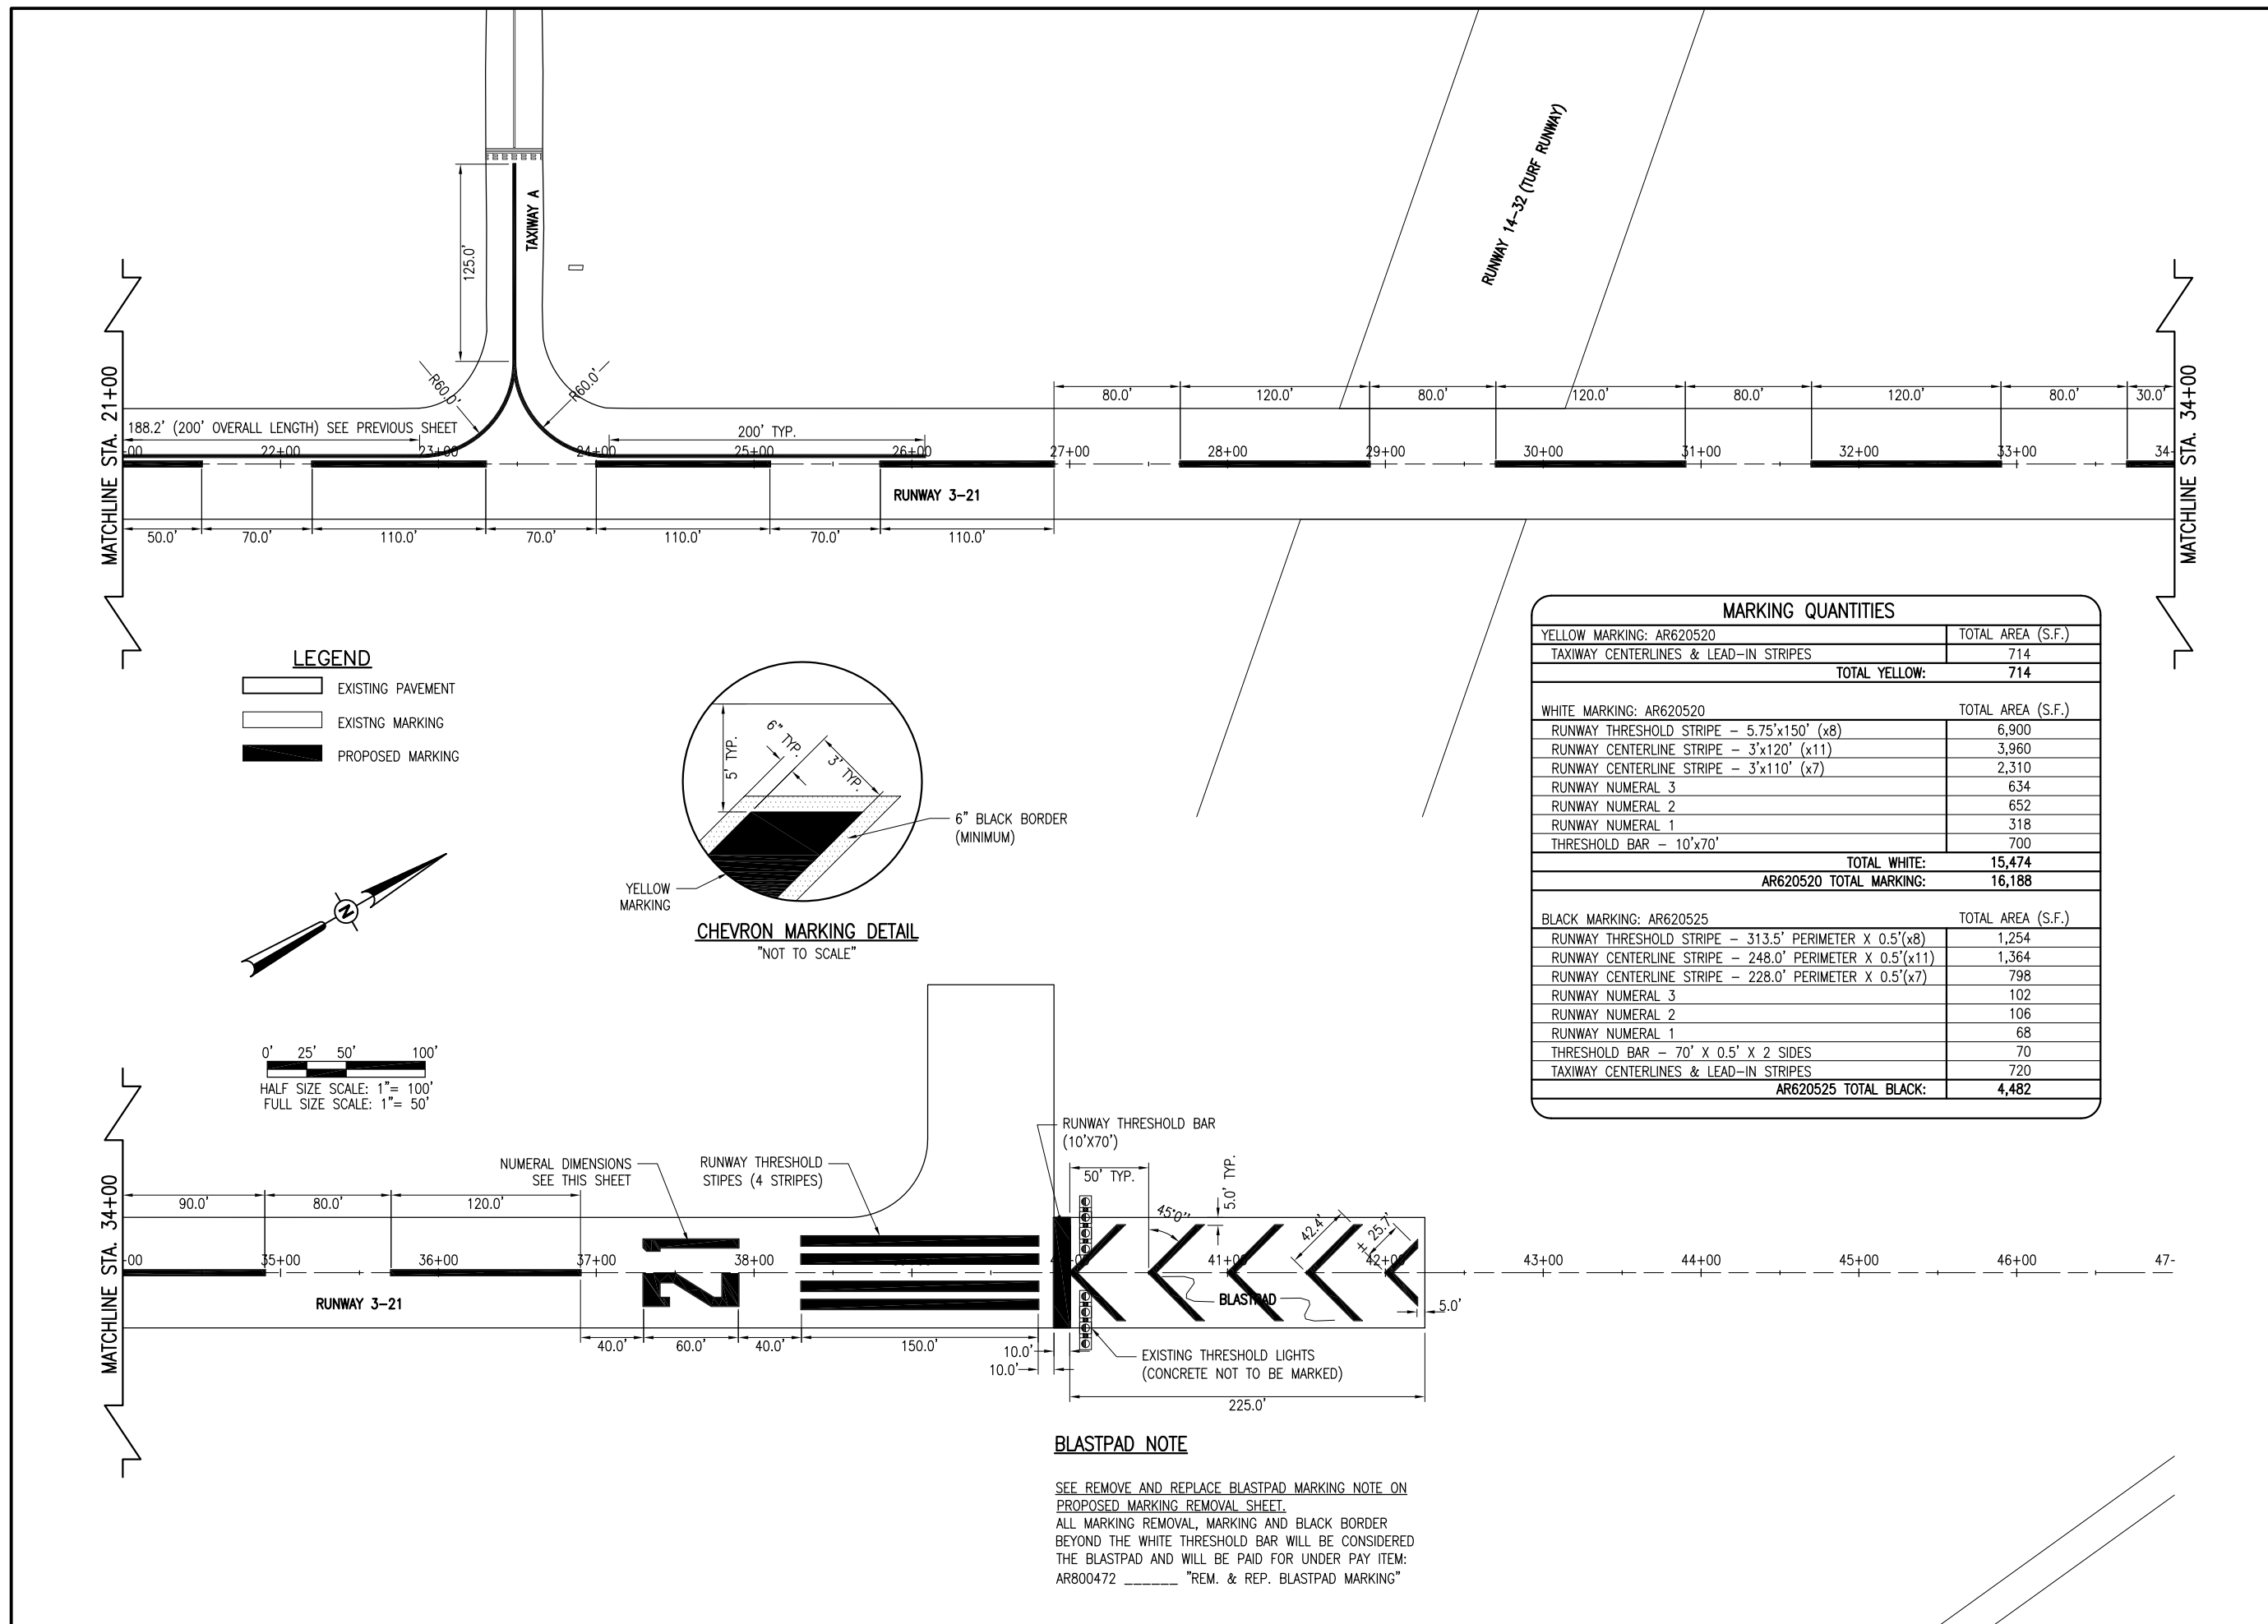 TAXIWAY A
125.0'
R60.0'
R60.0'
RUNWAY 14-32 (TURF RUNWAY)
MATCHLINE STA. 21+00
MATCHLINE STA. 34+00
80.0' 120.0' 80.0' 120.0' 80.0' 120.0' 80.0' 30.0'
188.2' (200' OVERALL LENGTH) SEE PREVIOUS SHEET
200' TYP.
-00 22+00 23+00 24+00 25+00 26+00 27+00 28+00 29+00 30+00 31+00 32+00 33+00 34-
RUNWAY 3-21
50.0' 70.0' 110.0' 70.0' 110.0' 70.0' 110.0'
LEGEND
EXISTING PAVEMENT
EXISTNG MARKING
PROPOSED MARKING
N
0' 25' 50' 100'
HALF SIZE SCALE: 1"= 100'
FULL SIZE SCALE: 1"= 50'
5' TYP.
6" TYP.
3' TYP.
6" BLACK BORDER
(MINIMUM)
YELLOW
MARKING
CHEVRON MARKING DETAIL
"NOT TO SCALE"
MARKING QUANTITIES
YELLOW MARKING: AR620520 TOTAL AREA (S.F.)
TAXIWAY CENTERLINES & LEAD-IN STRIPES 714
TOTAL YELLOW: 714
WHITE MARKING: AR620520 TOTAL AREA (S.F.)
RUNWAY THRESHOLD STRIPE - 5.75'x150' (x8) 6,900
RUNWAY CENTERLINE STRIPE - 3'x120' (x11) 3,960
RUNWAY CENTERLINE STRIPE - 3'x110' (x7) 2,310
RUNWAY NUMERAL 3 634
RUNWAY NUMERAL 2 652
RUNWAY NUMERAL 1 318
THRESHOLD BAR - 10'x70' 700
TOTAL WHITE: 15,474
AR620520 TOTAL MARKING: 16,188
BLACK MARKING: AR620525 TOTAL AREA (S.F.)
RUNWAY THRESHOLD STRIPE - 313.5' PERIMETER X 0.5'(x8) 1,254
RUNWAY CENTERLINE STRIPE - 248.0' PERIMETER X 0.5'(x11) 1,364
RUNWAY CENTERLINE STRIPE - 228.0' PERIMETER X 0.5'(x7) 798
RUNWAY NUMERAL 3 102
RUNWAY NUMERAL 2 106
RUNWAY NUMERAL 1 68
THRESHOLD BAR - 70' X 0.5' X 2 SIDES 70
TAXIWAY CENTERLINES & LEAD-IN STRIPES 720
AR620525 TOTAL BLACK: 4,482
MATCHLINE STA. 34+00
90.0' 80.0' 120.0'
NUMERAL DIMENSIONS
SEE THIS SHEET
RUNWAY THRESHOLD
STIPES (4 STRIPES)
RUNWAY THRESHOLD BAR
(10'X70')
50' TYP.
5.0' TYP.
45°0"
42.4'
± 25.7'
-00 35+00 36+00 37+00 38+00 41+00 42+00 43+00 44+00 45+00 46+00 47-
21
RUNWAY 3-21
BLASTPAD
5.0'
40.0' 60.0' 40.0' 150.0' 10.0'
10.0'
EXISTING THRESHOLD LIGHTS
(CONCRETE NOT TO BE MARKED)
225.0'
BLASTPAD NOTE
SEE REMOVE AND REPLACE BLASTPAD MARKING NOTE ON
PROPOSED MARKING REMOVAL SHEET.
ALL MARKING REMOVAL, MARKING AND BLACK BORDER
BEYOND THE WHITE THRESHOLD BAR WILL BE CONSIDERED
THE BLASTPAD AND WILL BE PAID FOR UNDER PAY ITEM:
AR800472 ______ "REM. & REP. BLASTPAD MARKING"